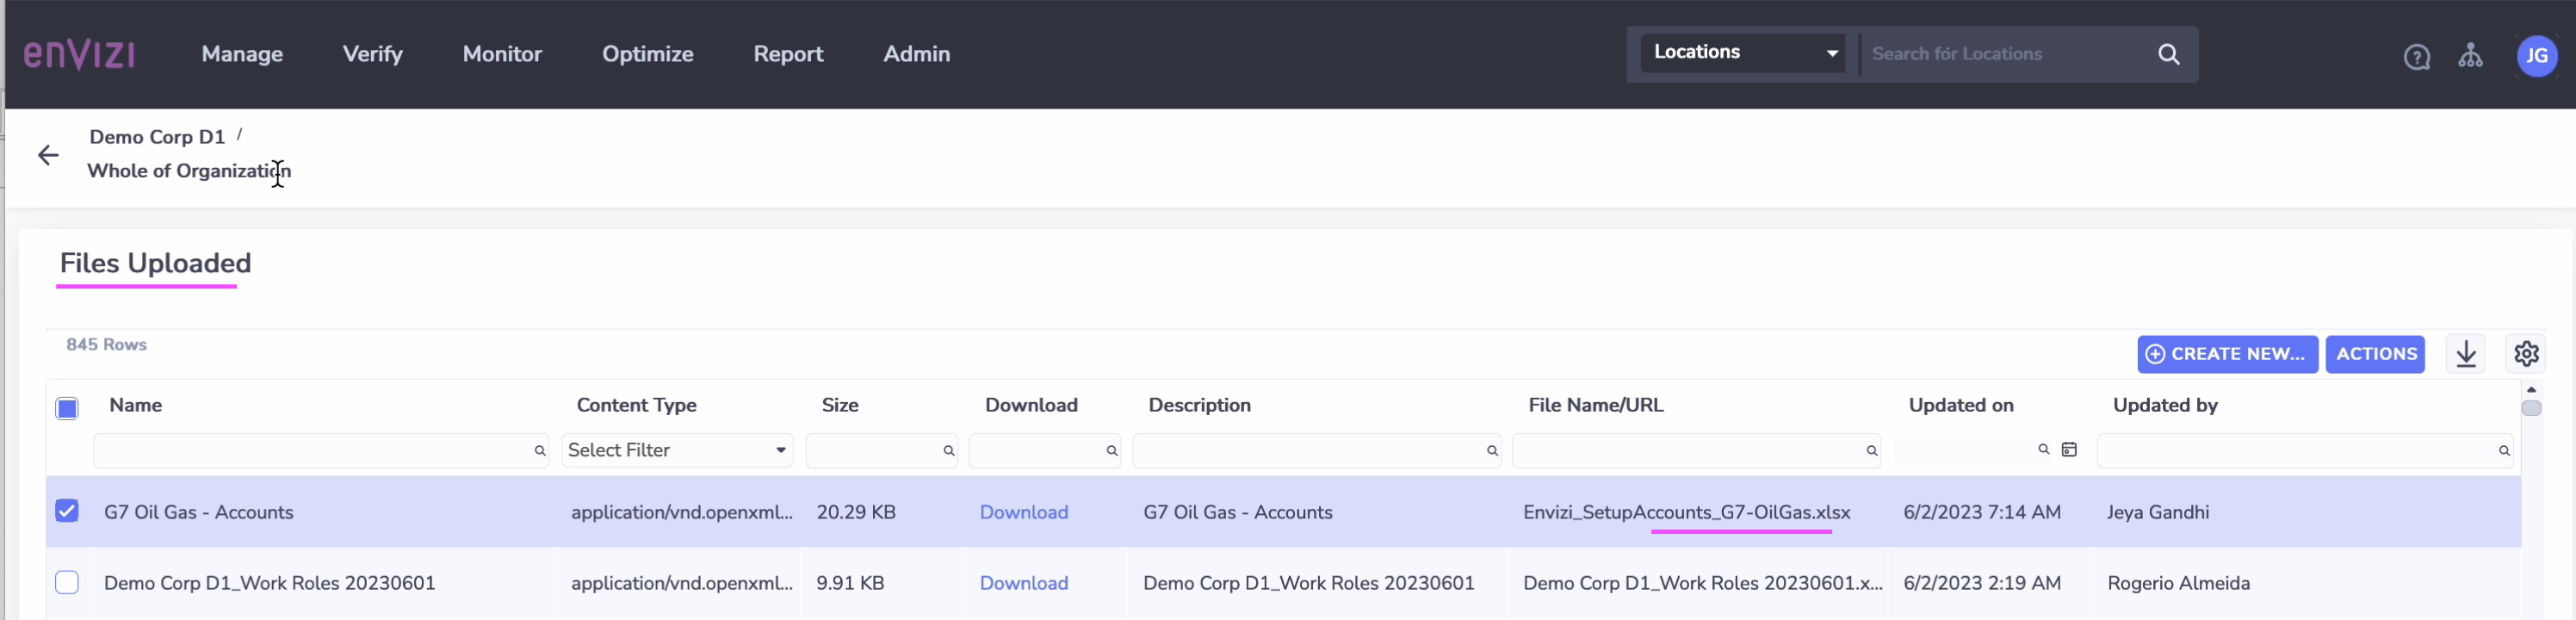 enVIZI Manage Verify Monitor Optimize Report Admin Locations Search for Locations JG
Demo Corp D1 /
Whole of Organization
Files Uploaded
845 Rows CREATE NEW... ACTIONS
Name Content Type Size Download Description File Name/URL Updated on Updated by
Select Filter
G7 Oil Gas - Accounts application/vnd.openxml... 20.29 KB Download G7 Oil Gas - Accounts Envizi_SetupAccounts_G7-OilGas.xlsx 6/2/2023 7:14 AM Jeya Gandhi
Demo Corp D1_Work Roles 20230601 application/vnd.openxml... 9.91 KB Download Demo Corp D1_Work Roles 20230601 Demo Corp D1_Work Roles 20230601.x... 6/2/2023 2:19 AM Rogerio Almeida